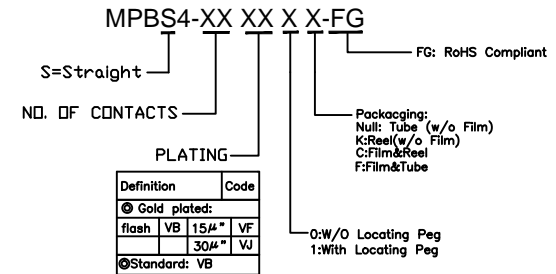 MPBS4-XX XX X X-FG
FG: RoHS Compliant
S=Straight
NO. OF CONTACTS
Packacging:
Null: Tube (w/o Film)
K:Reel(w/o Film)
C:Film&Reel
F:Film&Tube
PLATING
Definition Code
◎ Gold plated:
flash VB 15μ" VF
30μ" VJ
◎Standard: VB
0:W/O Locating Peg
1:With Locating Peg